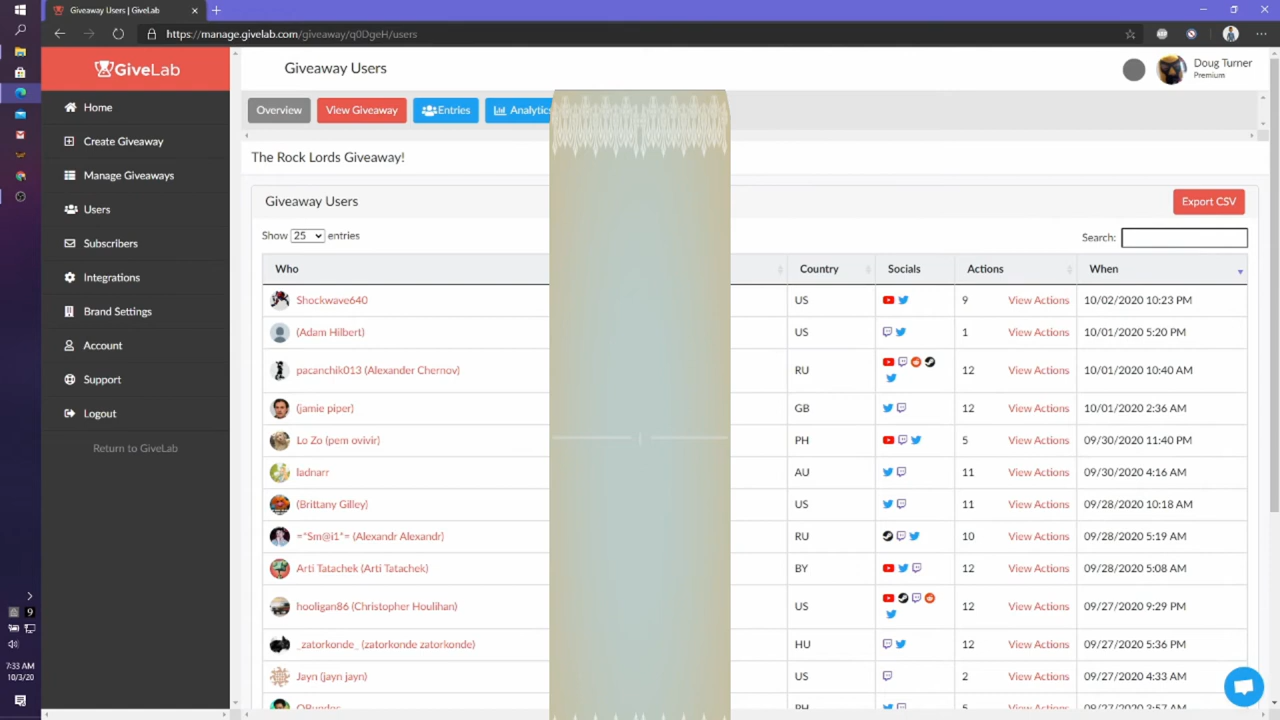 Giveaway Users | GiveLab
https://manage.givelab.com/giveaway/q0DgeH/users
GiveLab
Giveaway Users
Doug Turner
Premium
Home
Create Giveaway
Manage Giveaways
Users
Subscribers
Integrations
Brand Settings
Account
Support
Logout
Return to GiveLab
Overview
View Giveaway
Entries
Analytics
The Rock Lords Giveaway!
Giveaway Users
Export CSV
Show 25 entries
Search:
Who Country Socials Actions When
Shockwave640 US 9 View Actions 10/02/2020 10:23 PM
(Adam Hilbert) US 1 View Actions 10/01/2020 5:20 PM
pacanchik013 (Alexander Chernov) RU 12 View Actions 10/01/2020 10:40 AM
(jamie piper) GB 12 View Actions 10/01/2020 2:36 AM
Lo Zo (pem ovivir) PH 5 View Actions 09/30/2020 11:40 PM
ladnarr AU 11 View Actions 09/30/2020 4:16 AM
(Brittany Gilley) US 11 View Actions 09/28/2020 10:18 AM
=*Sm@i1*= (Alexandr Alexandr) RU 10 View Actions 09/28/2020 5:19 AM
Arti Tatachek (Arti Tatachek) BY 12 View Actions 09/28/2020 5:08 AM
hooligan86 (Christopher Houlihan) US 12 View Actions 09/27/2020 9:29 PM
_zatorkonde_ (zatorkonde zatorkonde) HU 12 View Actions 09/27/2020 5:36 PM
Jayn (jayn jayn) US 2 View Actions 09/27/2020 4:33 AM
PH 5 View Actions 09/27/2020 2:57 AM
9
7:33 AM
10/3/20